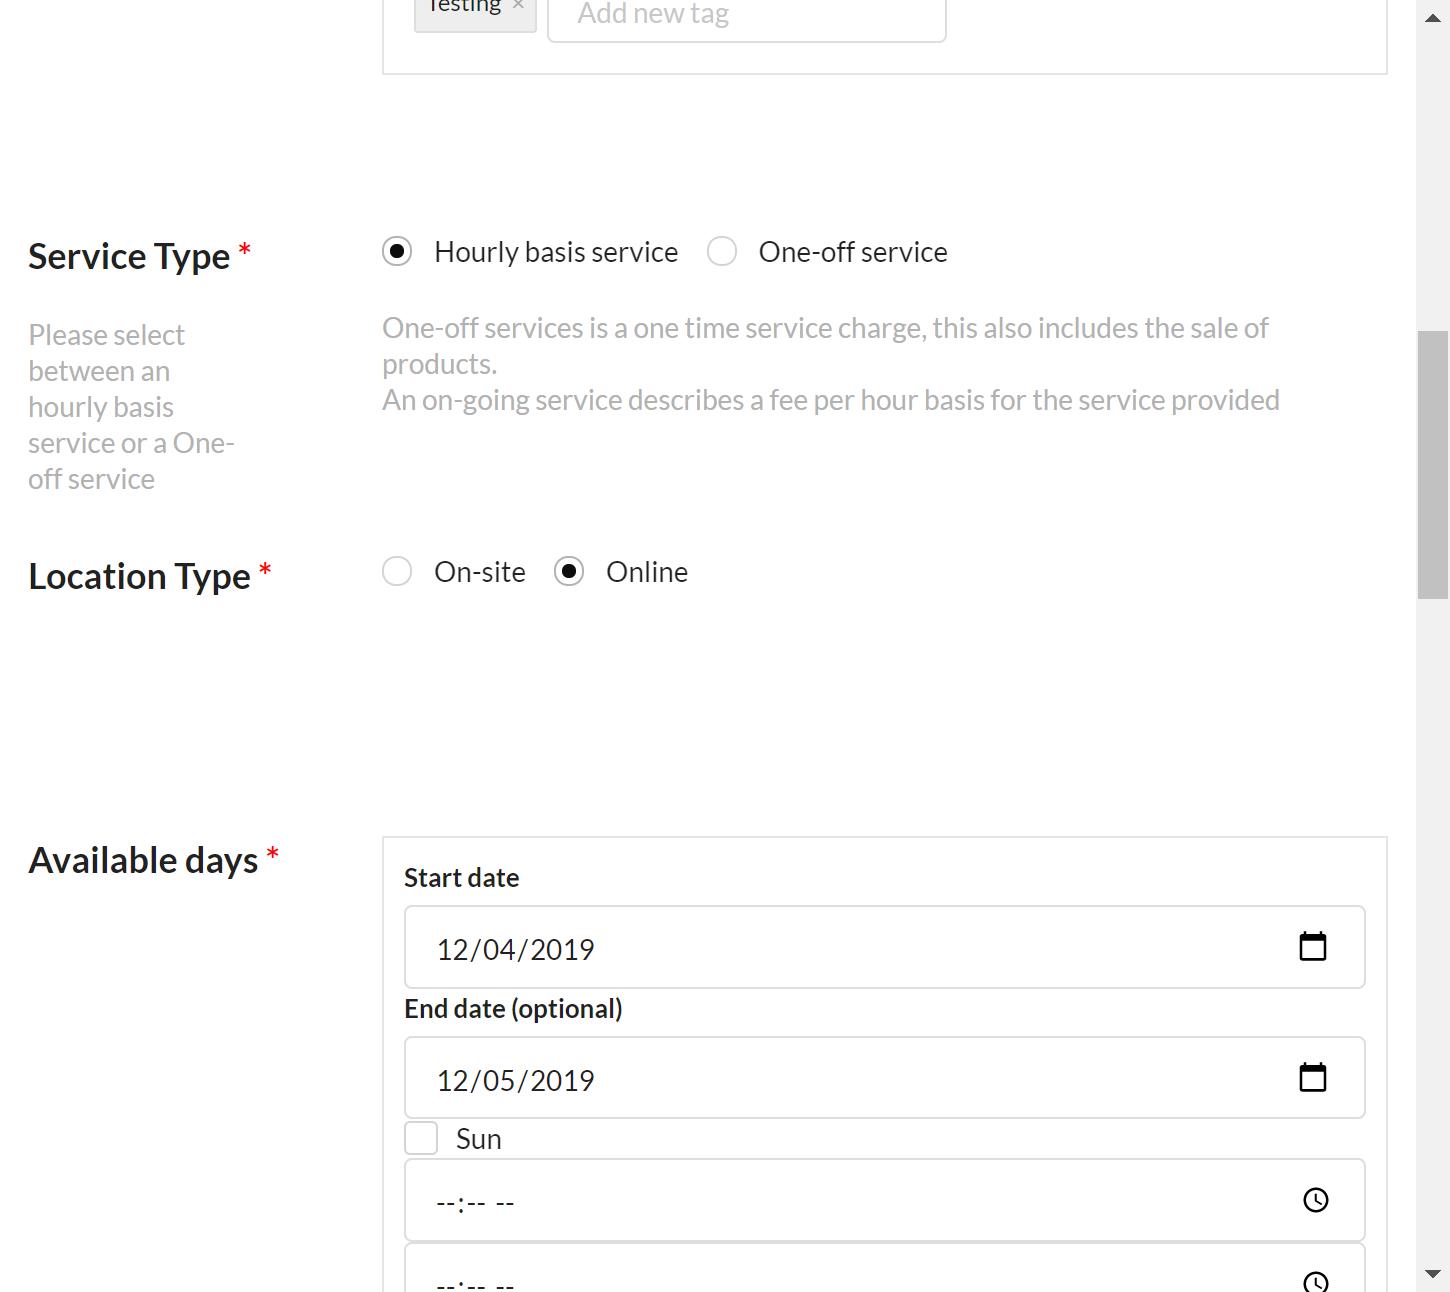 Testing ×
Add new tag
Service Type *
Hourly basis service
One-off service
Please select
between an
hourly basis
service or a One-
off service
One-off services is a one time service charge, this also includes the sale of
products.
An on-going service describes a fee per hour basis for the service provided
Location Type *
On-site
Online
Available days *
Start date
12/04/2019
End date (optional)
12/05/2019
Sun
--:-- --
--:-- --